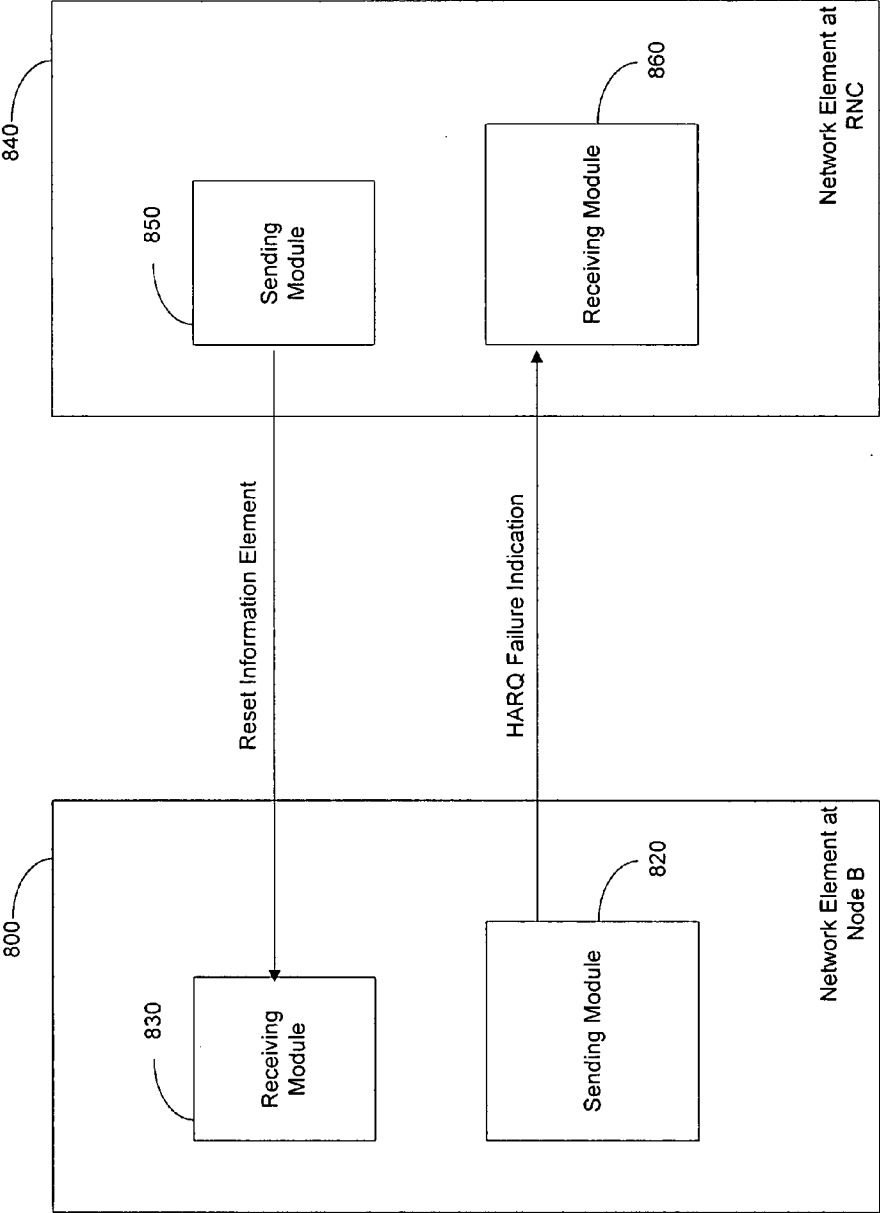 800
830
Receiving
Module
Sending Module
820
Network Element at
Node B
Reset Information Element
HARQ Failure Indication
840
850
Sending
Module
860
Receiving Module
Network Element at
RNC